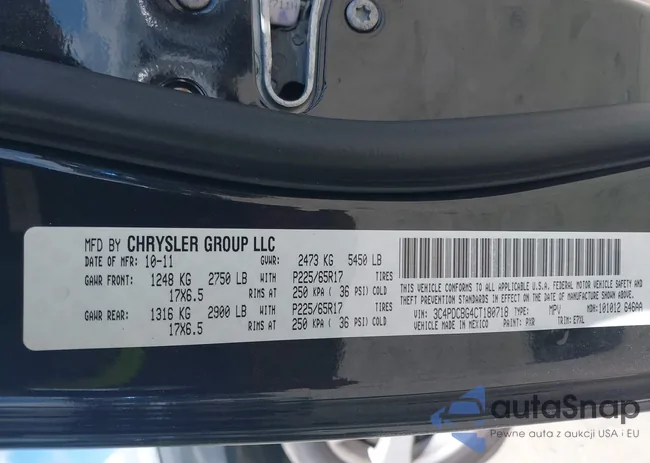 MFD BY CHRYSLER GROUP LLC
DATE OF MFR: 10-11 GVWR: 2473 KG 5450 LB
GAWR FRONT: 1248 KG 2750 LB WITH P225/65R17 TIRES
17X6.5 RIMS AT 250 KPA ( 36 PSI) COLD
GAWR REAR: 1316 KG 2900 LB WITH P225/65R17 TIRES
17X6.5 RIMS AT 250 KPA ( 36 PSI) COLD
THIS VEHICLE CONFORMS TO ALL APPLICABLE U.S.A. FEDERAL MOTOR VEHICLE SAFETY AND
THEFT PREVENTION STANDARDS IN EFFECT ON THE DATE OF MANUFACTURE SHOWN ABOVE.
VIN: 3C4PDCBG4CT180718 TYPE: MPV MDH: 101012 646AA
VEHICLE MADE IN MEXICO PAINT: PXR TRIM: E7XL
autaSnap
Pewne auta z aukcji USA i EU